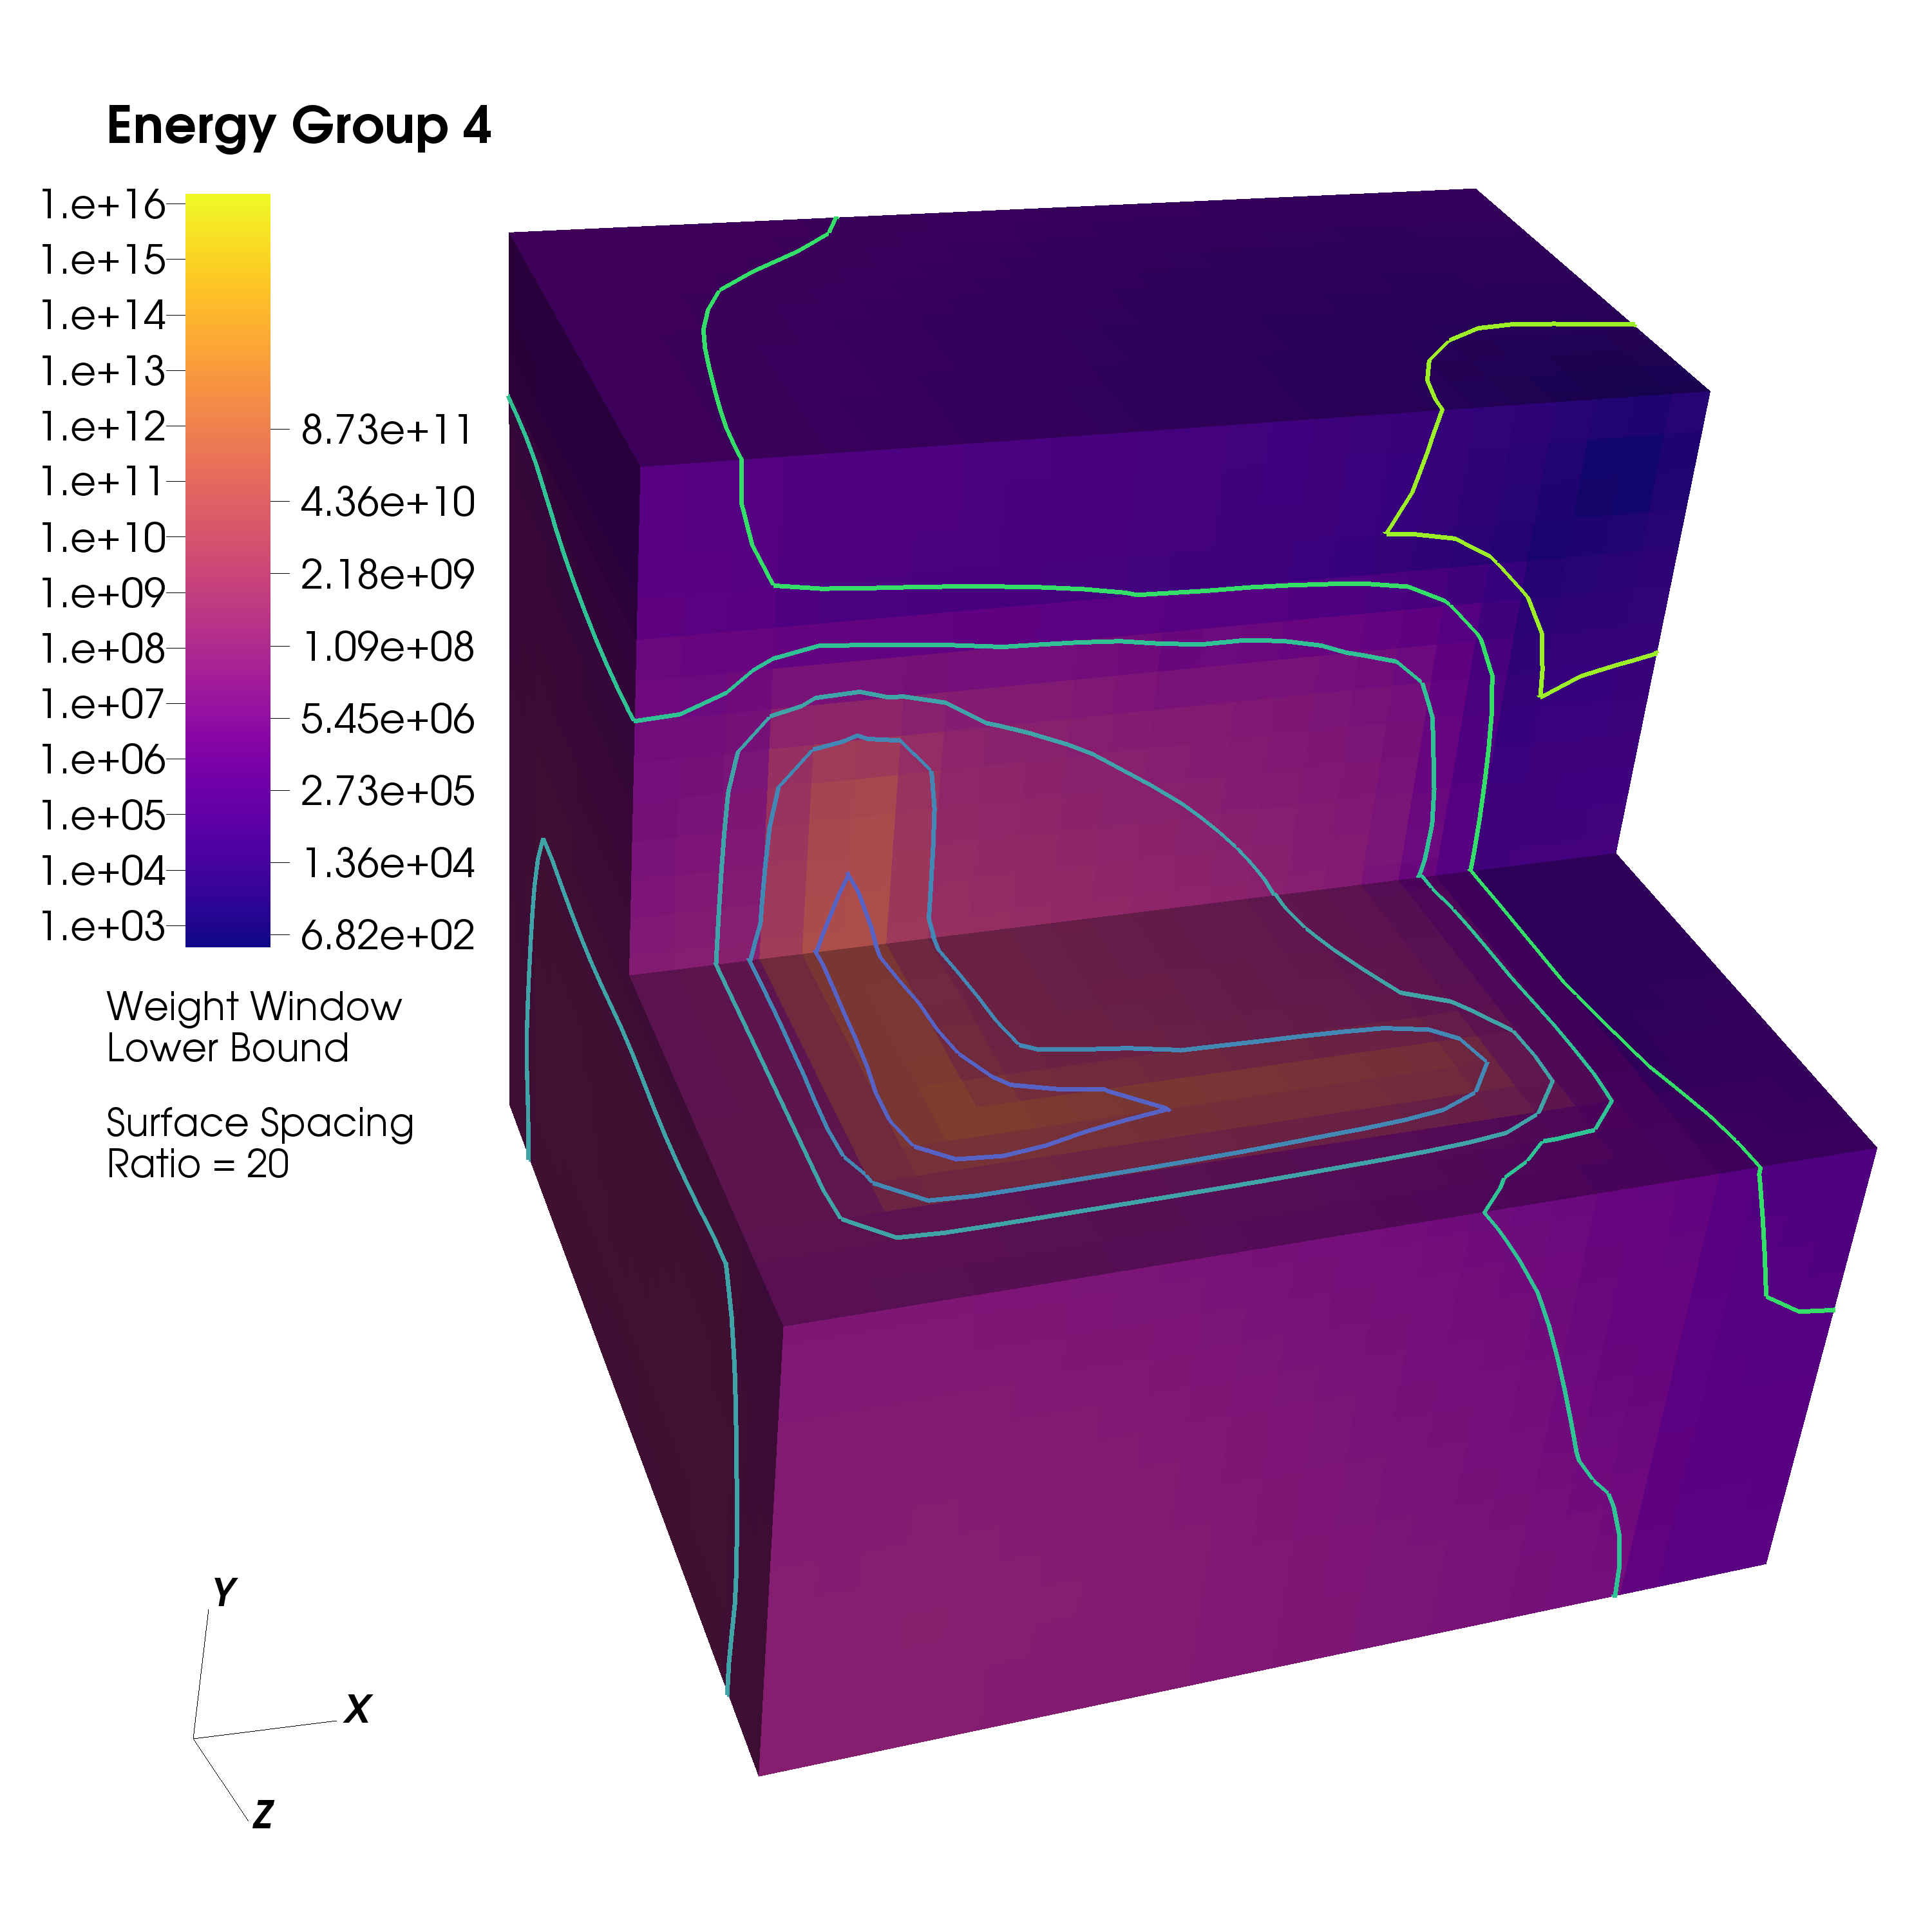 Energy Group 4
1.e+16
1.e+15
1.e+14
1.e+13
1.e+12
1.e+11
1.e+10
1.e+09
1.e+08
1.e+07
1.e+06
1.e+05
1.e+04
1.e+03
8.73e+11
4.36e+10
2.18e+09
1.09e+08
5.45e+06
2.73e+05
1.36e+04
6.82e+02
Weight Window
Lower Bound
Surface Spacing
Ratio = 20
Y
X
Z